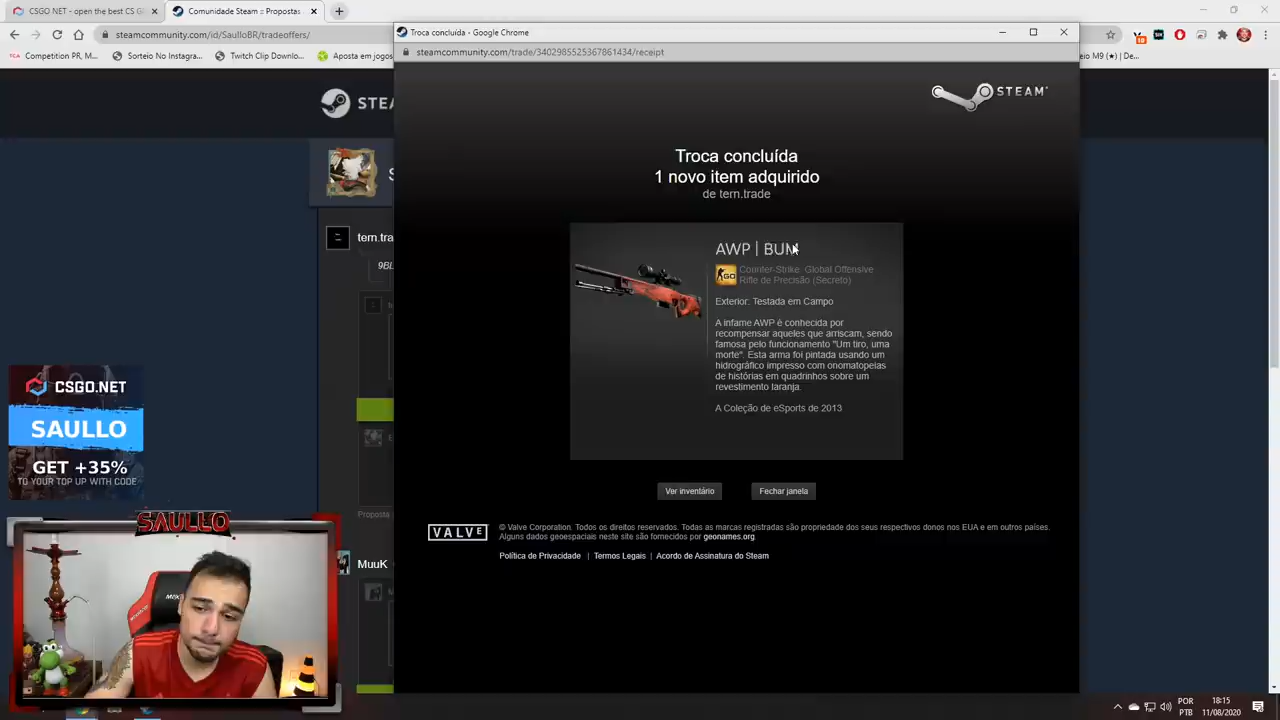 CSGO.NET - Open the best CS GO
Comunidade Steam :: Propostas
Troca concluída - Google Chrome
steamcommunity.com/id/SaulloBR/tradeoffers/
steamcommunity.com/trade/3402985525367861434/receipt
Competition PR, M...
Sorteio No Instagra...
Twitch Clip Downlo...
Aposta em jogos
eio M9 (★) | De...
10
STEAM
Troca concluída
1 novo item adquirido
de tern.trade
tern.tra
9BL
AWP | BUM
Counter-Strike: Global Offensive
Rifle de Precisão (Secreto)
Exterior: Testada em Campo
A infame AWP é conhecida por
recompensar aqueles que arriscam, sendo
famosa pelo funcionamento "Um tiro, uma
morte". Esta arma foi pintada usando um
hidrográfico impresso com onomatopeias
de histórias em quadrinhos sobre um
revestimento laranja.
A Coleção de eSports de 2013
CSGO.NET
SAULLO
GET +35%
TO YOUR TOP UP WITH CODE
Ver inventário
Fechar janela
Proposta
VALVE
© Valve Corporation. Todos os direitos reservados. Todas as marcas registradas são propriedade dos seus respectivos donos nos EUA e em outros países.
Alguns dados geoespaciais neste site são fornecidos por geonames.org.
Política de Privacidade | Termos Legais | Acordo de Assinatura do Steam
SAULLO
MuuK
POR
PTB
18:15
11/08/2020